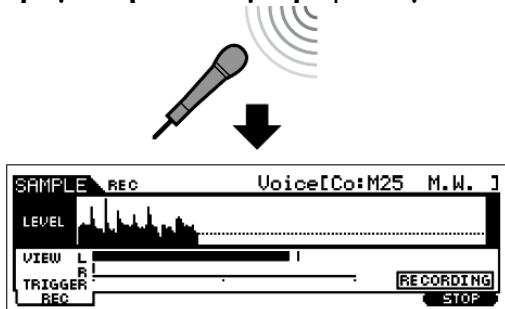 SAMPLE REC Voice[Co:M25 M.W. ]
LEVEL
VIEW L
R
TRIGGER
RECORDING
REC STOP